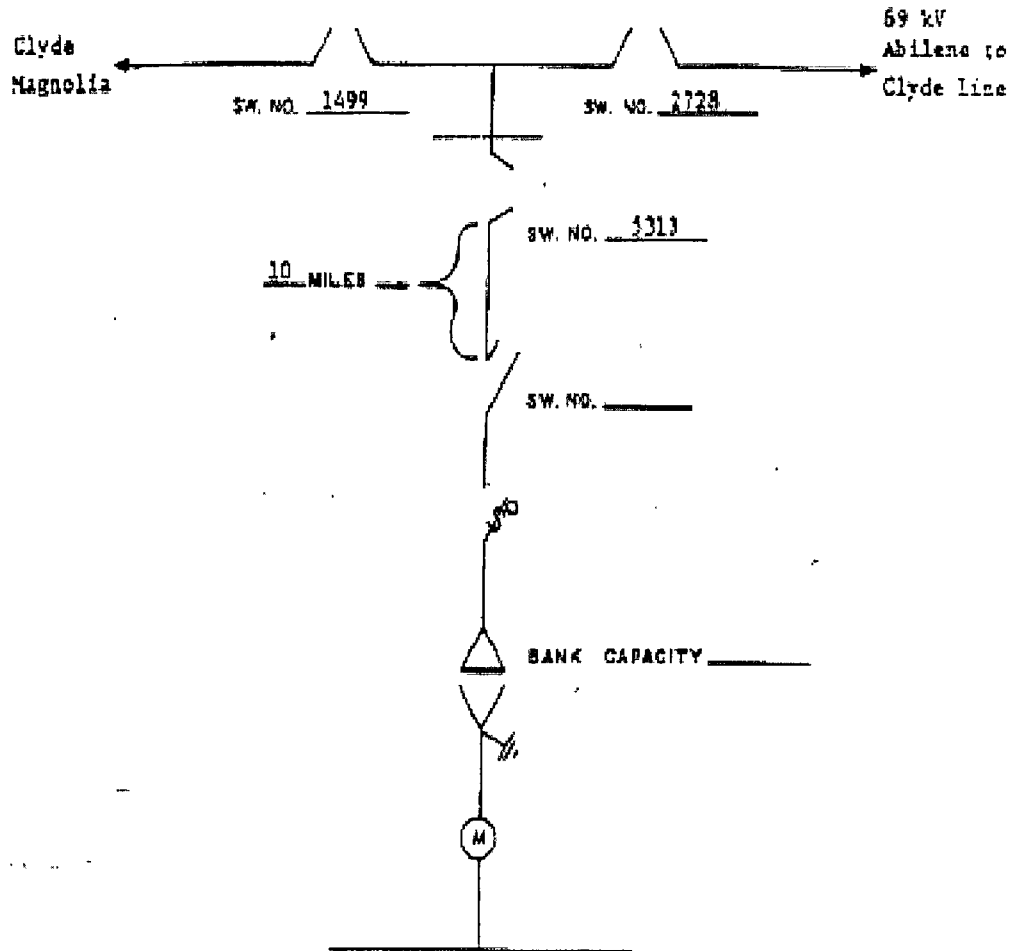 Clyde
Magnolia
69 kV
Abilene to
Clyde Line
SW. NO. 1499
SW. NO. 2728
SW. NO. 5313
10 MILES
SW. NO.
BANK CAPACITY
M